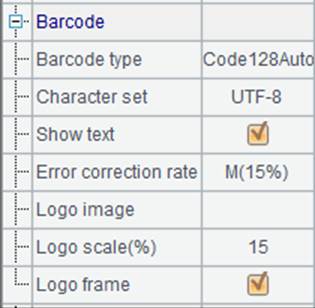 Barcode
Barcode type Code128Auto
Character set UTF-8
Show text
Error correction rate M(15%)
Logo image
Logo scale(%) 15
Logo frame